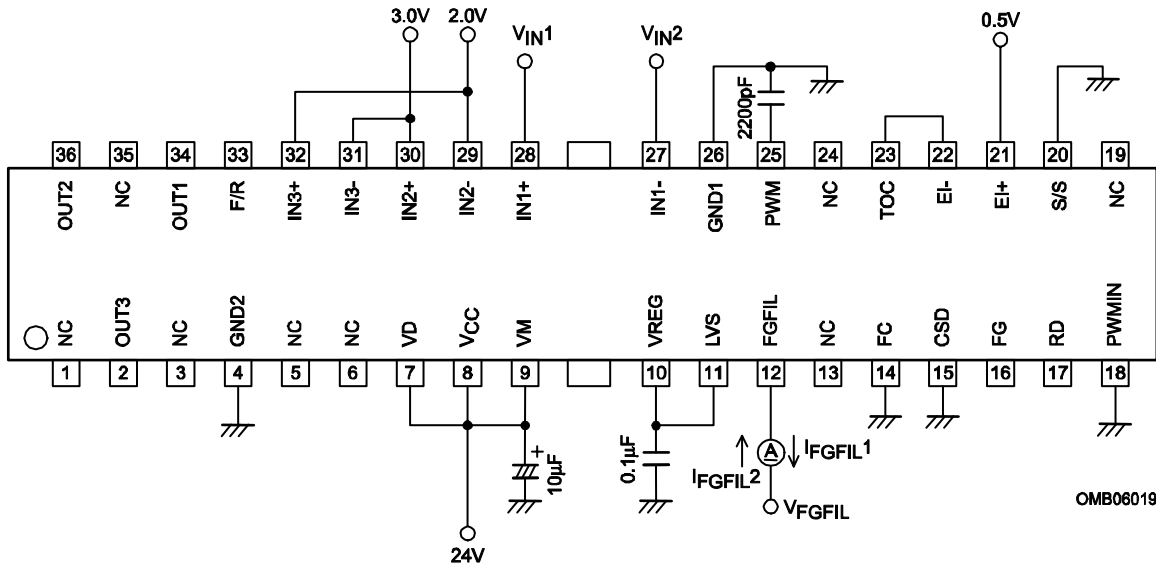 3.0V 2.0V
VIN1
VIN2
0.5V
2200pF
36 35 34 33 32 31 30 29 28 27 26 25 24 23 22 21 20 19
OUT2 NC OUT1 F/R IN3+ IN3- IN2+ IN2- IN1+ IN1- GND1 PWM NC TOC EI- EI+ S/S NC
NC OUT3 NC GND2 NC NC VD VCC VM VREG LVS FGFIL NC FC CSD FG RD PWMIN
1 2 3 4 5 6 7 8 9 10 11 12 13 14 15 16 17 18
+
10µF
0.1µF
A
IFGFIL1
IFGFIL2
VFGFIL
OMB06019
24V